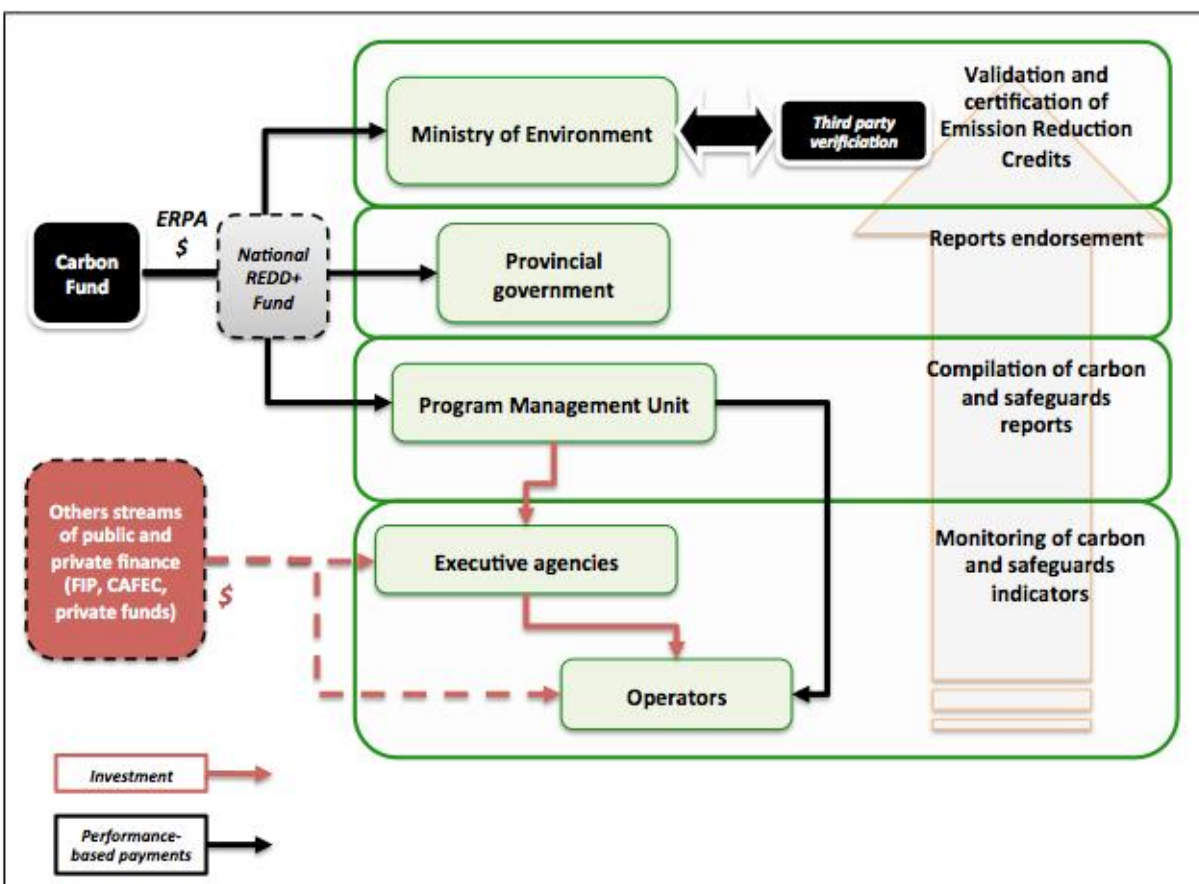 Validation and
certification of
Emission Reduction
Credits
Ministry of Environment
Third party
verificiation
ERPA
$
Carbon
Fund
National
REDD+
Fund
Provincial
government
Reports endorsement
Program Management Unit
Compilation of carbon
and safeguards
reports
Others streams
of public and
private finance
(FIP, CAFEC,
private funds)
$
Executive agencies
Monitoring of carbon
and safeguards
indicators
Operators
Investment
Performance-
based payments